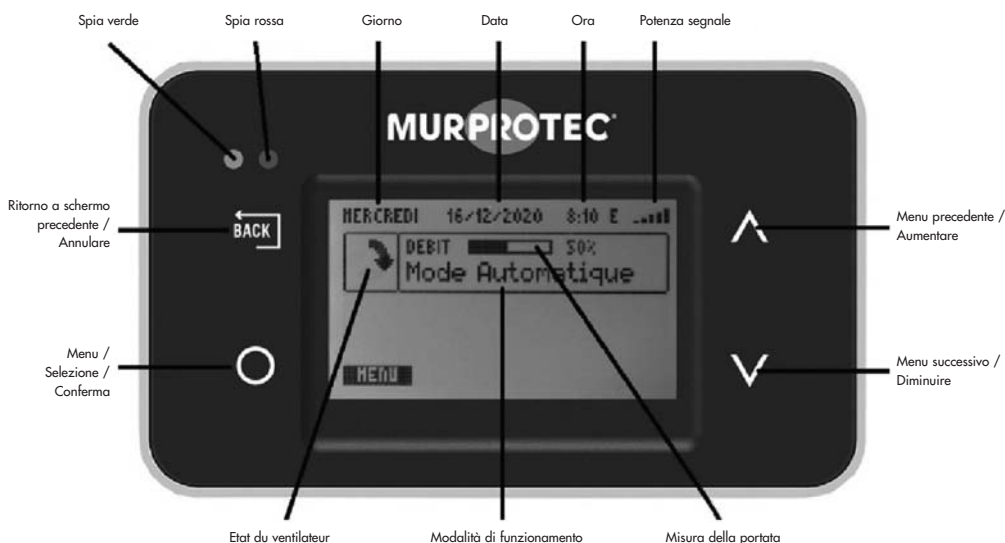 Spia verde
Spia rossa
Giorno
Data
Ora
Potenza segnale
MURPROTEC
Ritorno a schermo
precedente /
Annulare
BACK
MERCREDI 16/12/2020 8:10 E
DEBIT 50%
Mode Automatique
Menu precedente /
Aumentare
Menu /
Selezione /
Conferma
MENU
Menu successivo /
Diminuire
Etat du ventilateur
Modalità di funzionamento
Misura della portata